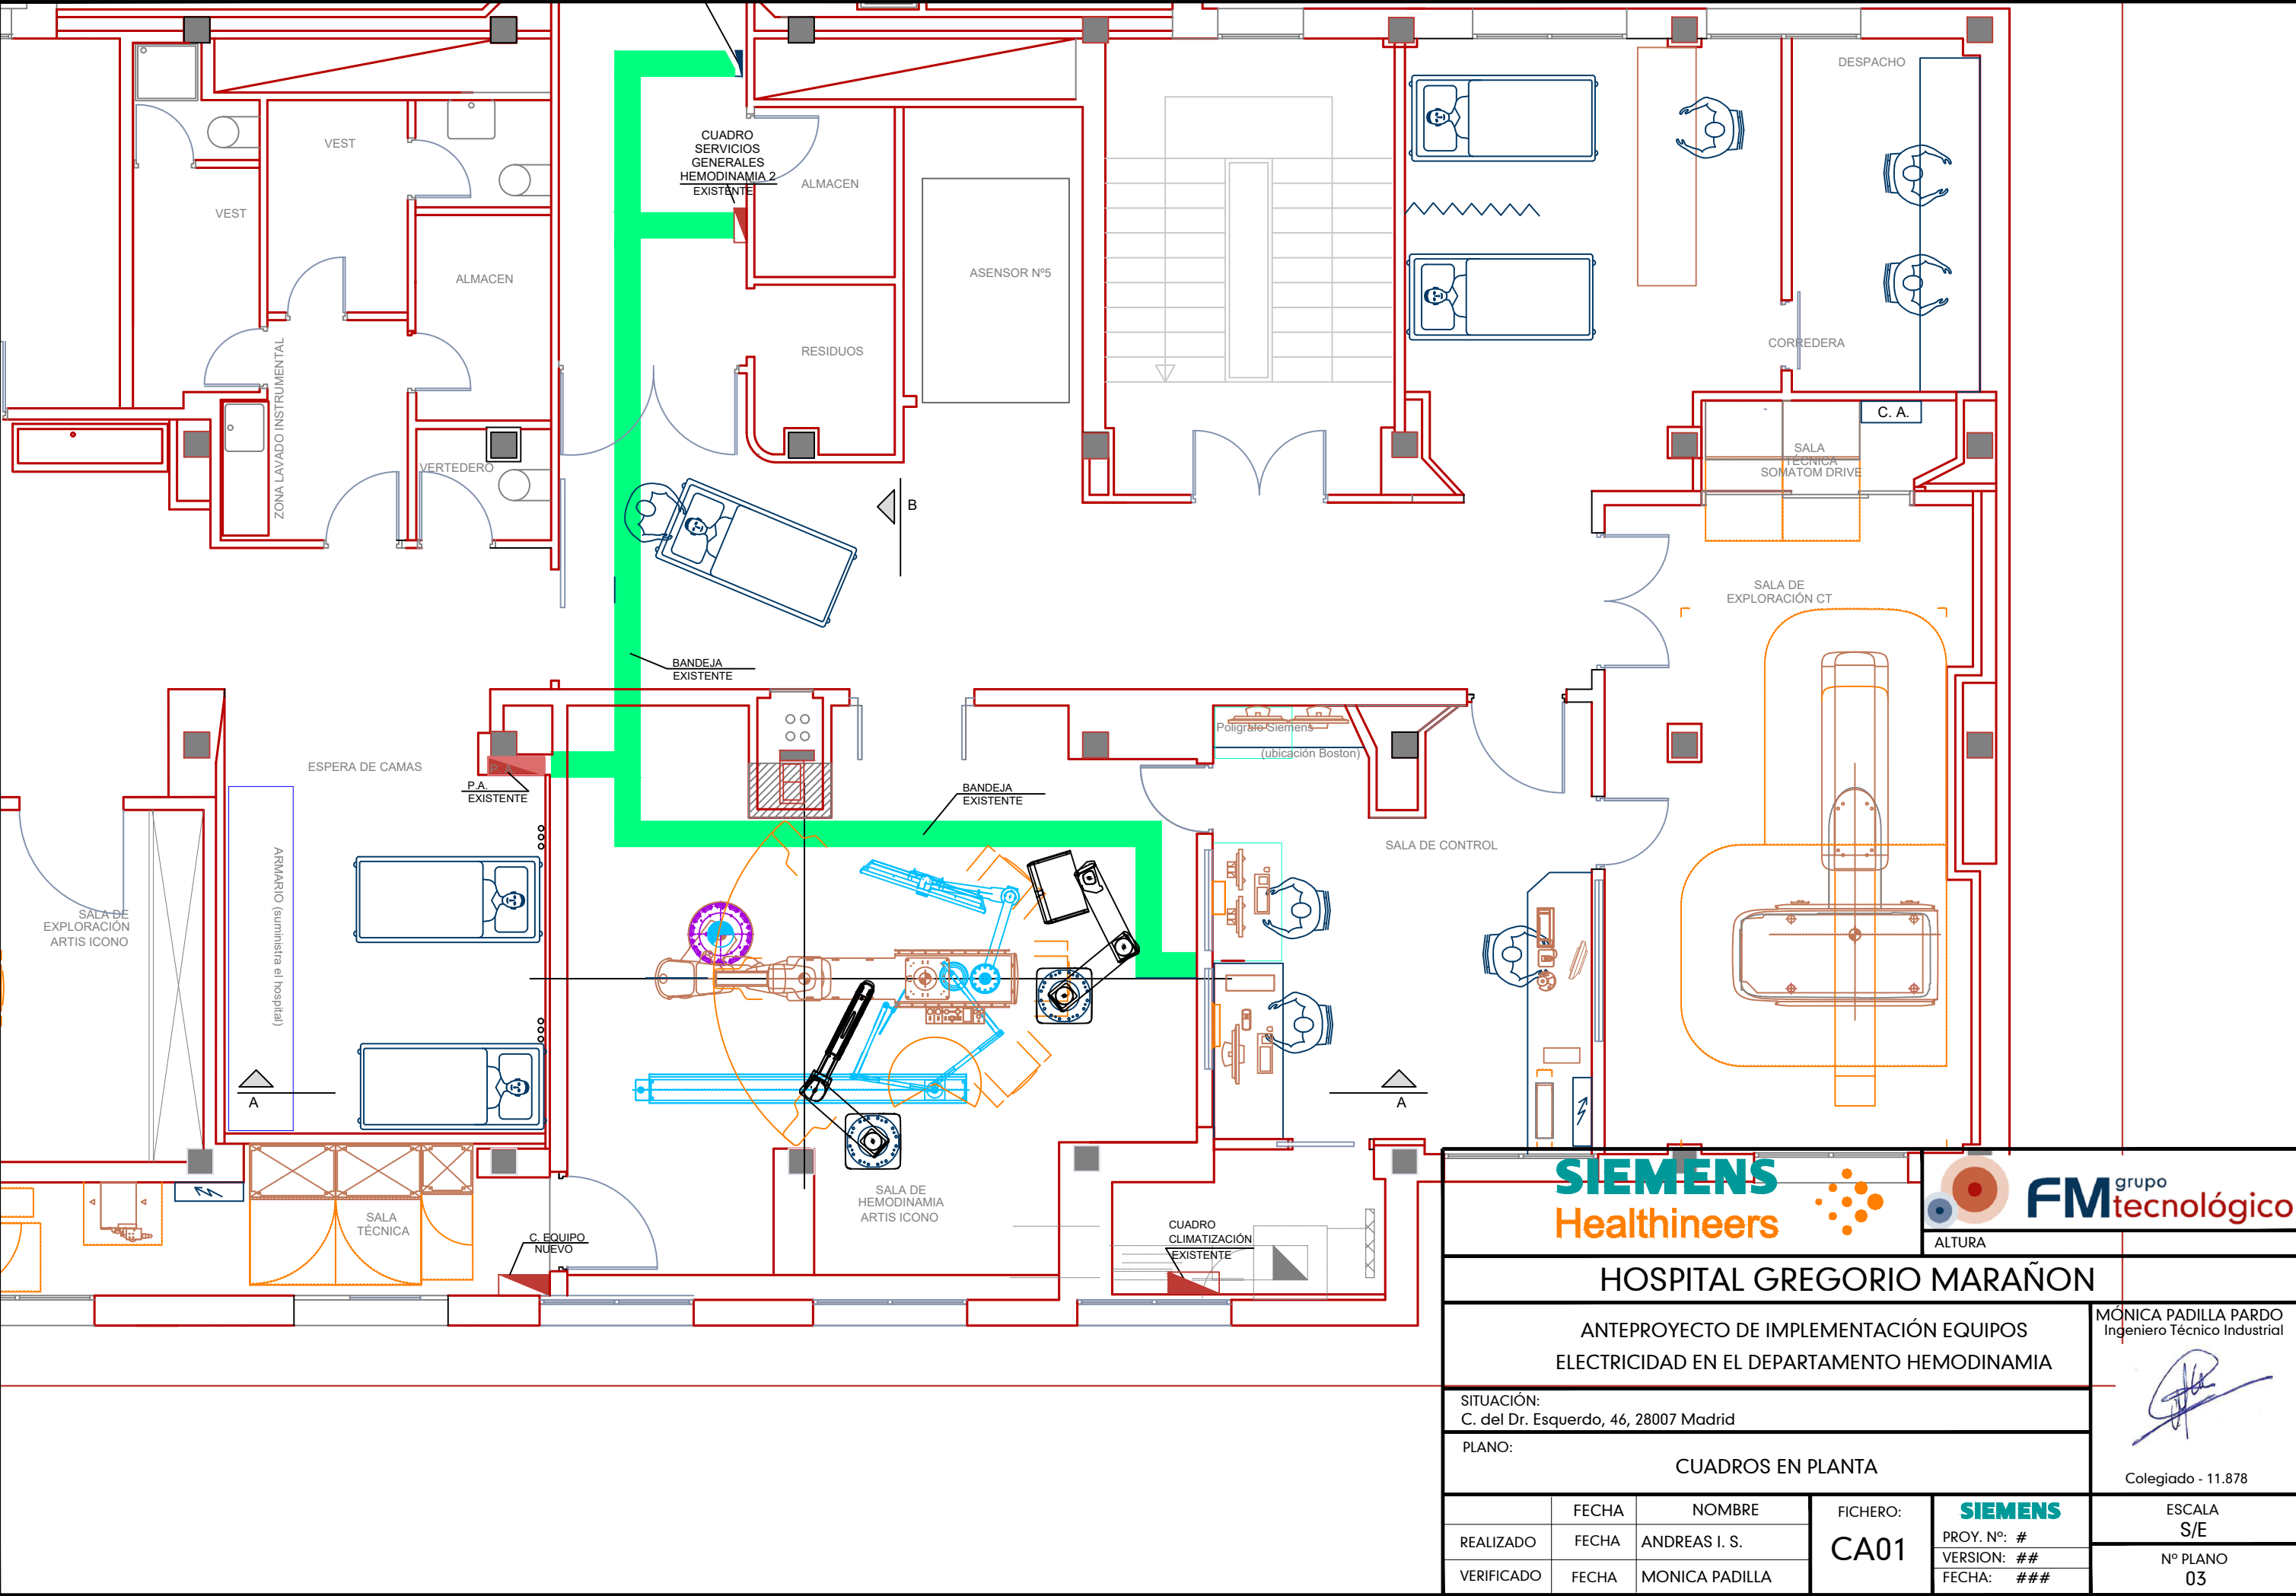 DESPACHO
CUADRO
SERVICIOS
GENERALES
HEMODINAMIA 2
EXISTENTE
VEST
VEST
ALMACEN
ALMACEN
ASENSOR Nº5
RESIDUOS
CORREDERA
ZONA LAVADO INSTRUMENTAL
VERTEDERO
C. A.
SALA
TÉCNICA
SOMATOM DRIVE
B
SALA DE
EXPLORACIÓN CT
BANDEJA
EXISTENTE
ESPERA DE CAMAS
P.A.
EXISTENTE
Poligrafo Siemens
(ubicación Boston)
BANDEJA
EXISTENTE
SALA DE CONTROL
ARMARIO (suministra el hospital)
SALA DE
EXPLORACIÓN
ARTIS ICONO
A
A
SALA
TÉCNICA
SALA DE
HEMODINAMIA
ARTIS ICONO
C. EQUIPO
NUEVO
CUADRO
CLIMATIZACIÓN
EXISTENTE
SIEMENS
Healthineers
FM grupo
tecnológico
ALTURA
HOSPITAL GREGORIO MARAÑON
ANTEPROYECTO DE IMPLEMENTACIÓN EQUIPOS
ELECTRICIDAD EN EL DEPARTAMENTO HEMODINAMIA
MÓNICA PADILLA PARDO
Ingeniero Técnico Industrial
Colegiado - 11.878
SITUACIÓN:
C. del Dr. Esquerdo, 46, 28007 Madrid
PLANO:
CUADROS EN PLANTA
FECHA NOMBRE
REALIZADO FECHA ANDREAS I. S.
VERIFICADO FECHA MONICA PADILLA
FICHERO:
CA01
SIEMENS
PROY. Nº: #
VERSION: ##
FECHA: ###
ESCALA
S/E
Nº PLANO
03